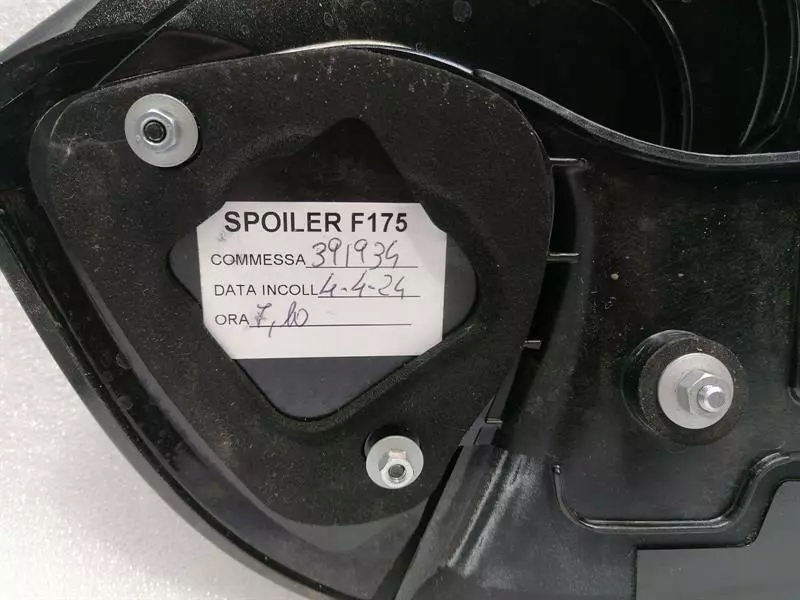 SPOILER F175
COMMESSA 391934
DATA INCOLL 4-4-24
ORA 7,10